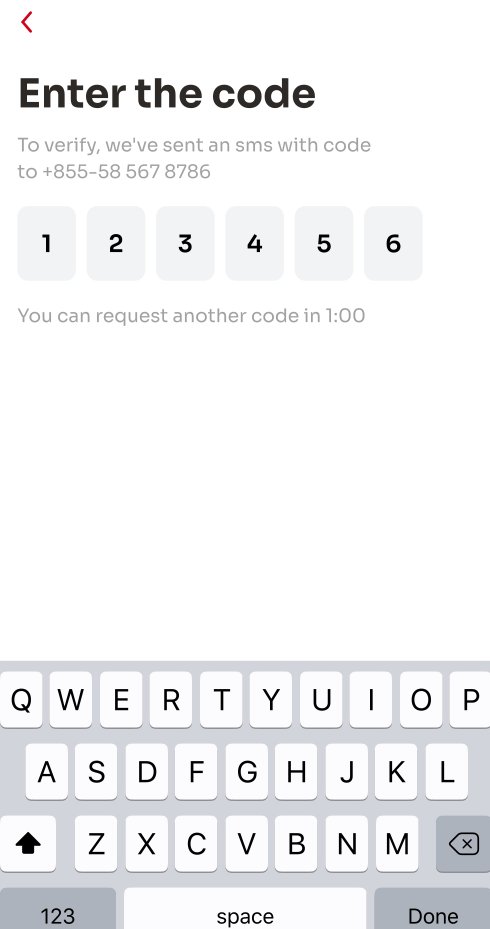 Enter the code
To verify, we've sent an sms with code
to +855-58 567 8786
1 2 3 4 5 6
You can request another code in 1:00
Q W E R T Y U I O P
A S D F G H J K L
Z X C V B N M
123 space Done